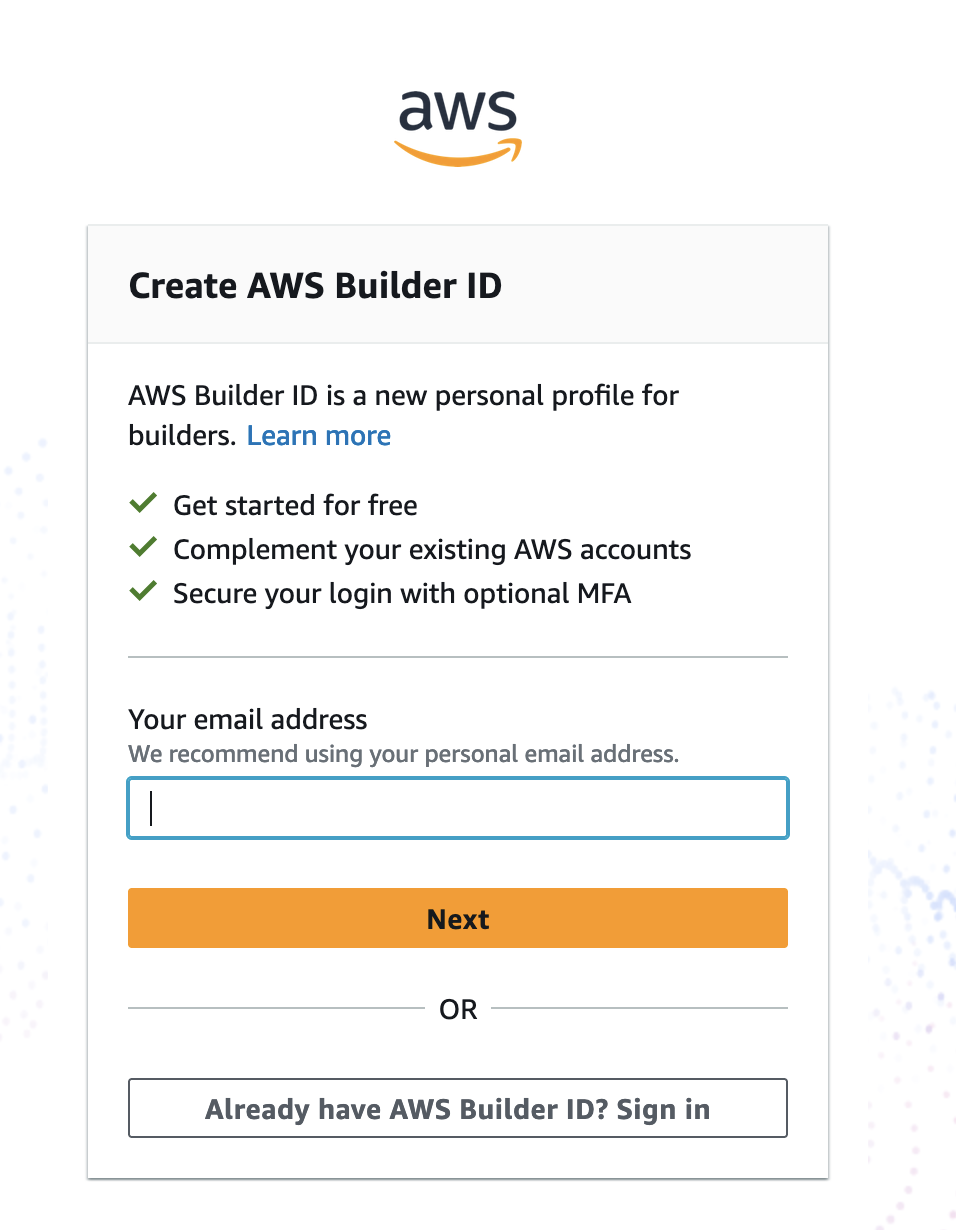 aws
Create AWS Builder ID
AWS Builder ID is a new personal profile for
builders. Learn more
Get started for free
Complement your existing AWS accounts
Secure your login with optional MFA
Your email address
We recommend using your personal email address.
Next
OR
Already have AWS Builder ID? Sign in